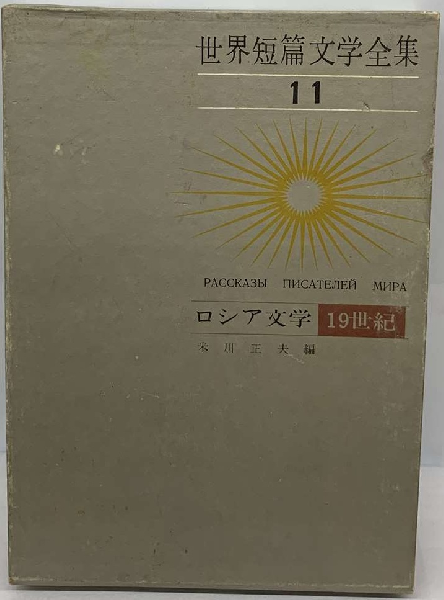 世界短篇文学全集
11
РАССКАЗЫ ПИСАТЕЛЕЙ МИРА
ロシア文学 19世紀
米川正夫編